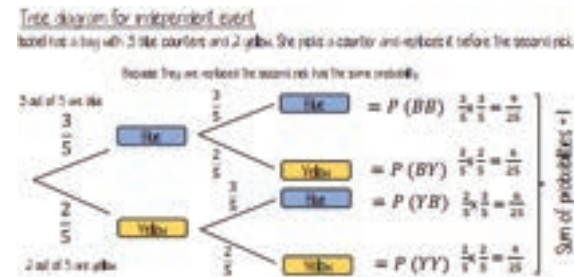 Tree diagram for independent event
has a bag with 3 blue counters and 2 yellow. She picks a counter and replaces it before the second pick.
Because they are replaced the second pick has the same probability.
3 out of 5 are blue
3/5
Blue
3/5
Blue
= P (BB) 3/5 x 3/5 = 9/25
2/5
Yellow
= P (BY) 3/5 x 2/5 = 6/25
2/5
Yellow
3/5
Blue
= P (YB) 2/5 x 3/5 = 6/25
2/5
Yellow
= P (YY) 2/5 x 2/5 = 4/25
2 out of 5 are yellow
Sum of probabilities = 1